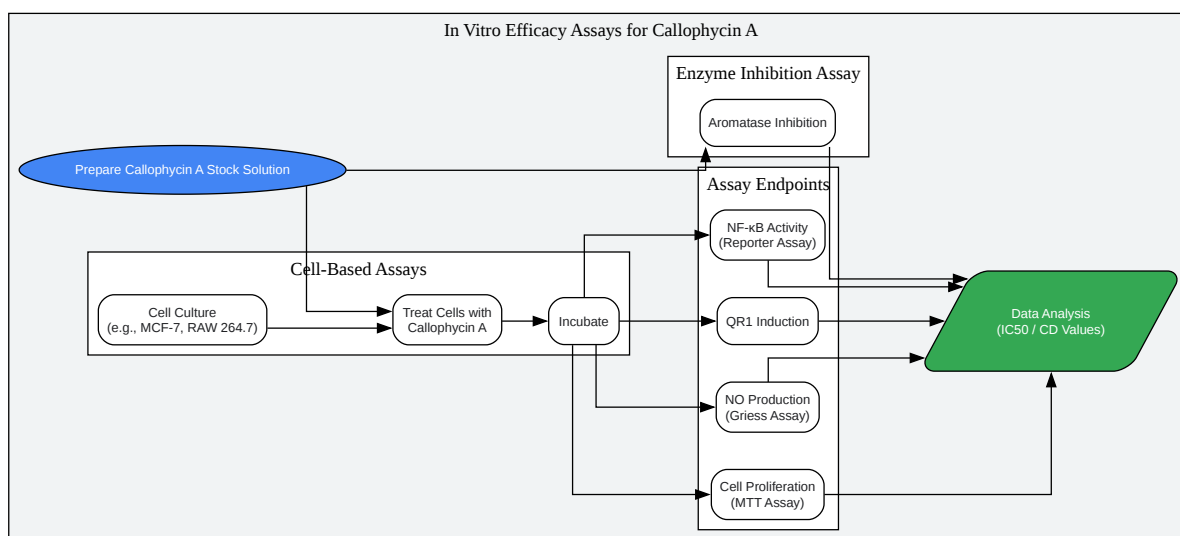 In Vitro Efficacy Assays for Callophycin A
Enzyme Inhibition Assay
Aromatase Inhibition
Prepare Callophycin A Stock Solution
Assay Endpoints
NF-κB Activity
(Reporter Assay)
Cell-Based Assays
Cell Culture
(e.g., MCF-7, RAW 264.7)
Treat Cells with
Callophycin A
Incubate
QR1 Induction
Data Analysis
(IC50 / CD Values)
NO Production
(Griess Assay)
Cell Proliferation
(MTT Assay)